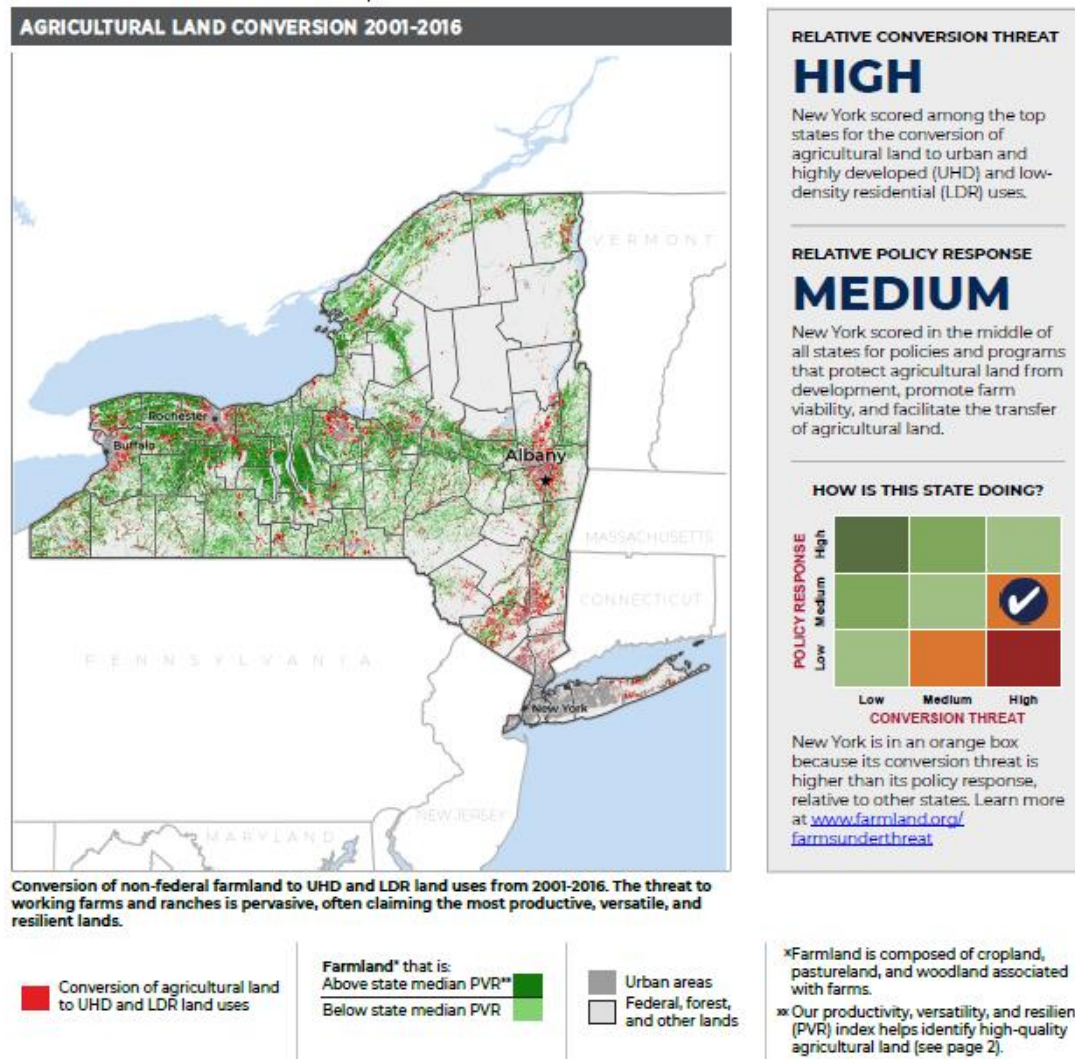 AGRICULTURAL LAND CONVERSION 2001-2016
VERMONT
Rochester
Buffalo
Albany
MASSACHUSETTS
CONNECTICUT
PENNSYLVANIA
New York
NEW JERSEY
MARYLAND
Conversion of non-federal farmland to UHD and LDR land uses from 2001-2016. The threat to
working farms and ranches is pervasive, often claiming the most productive, versatile, and
resilient lands.
RELATIVE CONVERSION THREAT
HIGH
New York scored among the top
states for the conversion of
agricultural land to urban and
highly developed (UHD) and low-
density residential (LDR) uses.
RELATIVE POLICY RESPONSE
MEDIUM
New York scored in the middle of
all states for policies and programs
that protect agricultural land from
development, promote farm
viability, and facilitate the transfer
of agricultural land.
HOW IS THIS STATE DOING?
POLICY RESPONSE
High
Medium
Low
Low Medium High
CONVERSION THREAT
New York is in an orange box
because its conversion threat is
higher than its policy response,
relative to other states. Learn more
at www.farmland.org/
farmsunderthreat
Conversion of agricultural land
to UHD and LDR land uses
Farmland* that is:
Above state median PVR**
Below state median PVR
Urban areas
Federal, forest,
and other lands
*Farmland is composed of cropland,
pastureland, and woodland associated
with farms.
**Our productivity, versatility, and resilien
(PVR) index helps identify high-quality
agricultural land (see page 2).